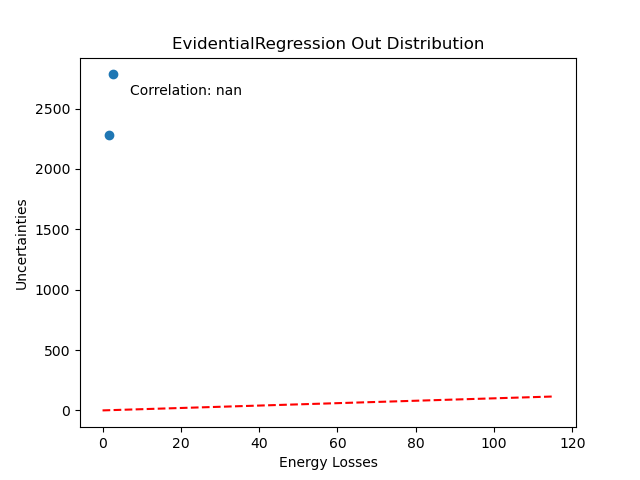 EvidentialRegression Out Distribution
Correlation: nan
2500
2000
1500
1000
500
0
Uncertainties
0 20 40 60 80 100 120
Energy Losses